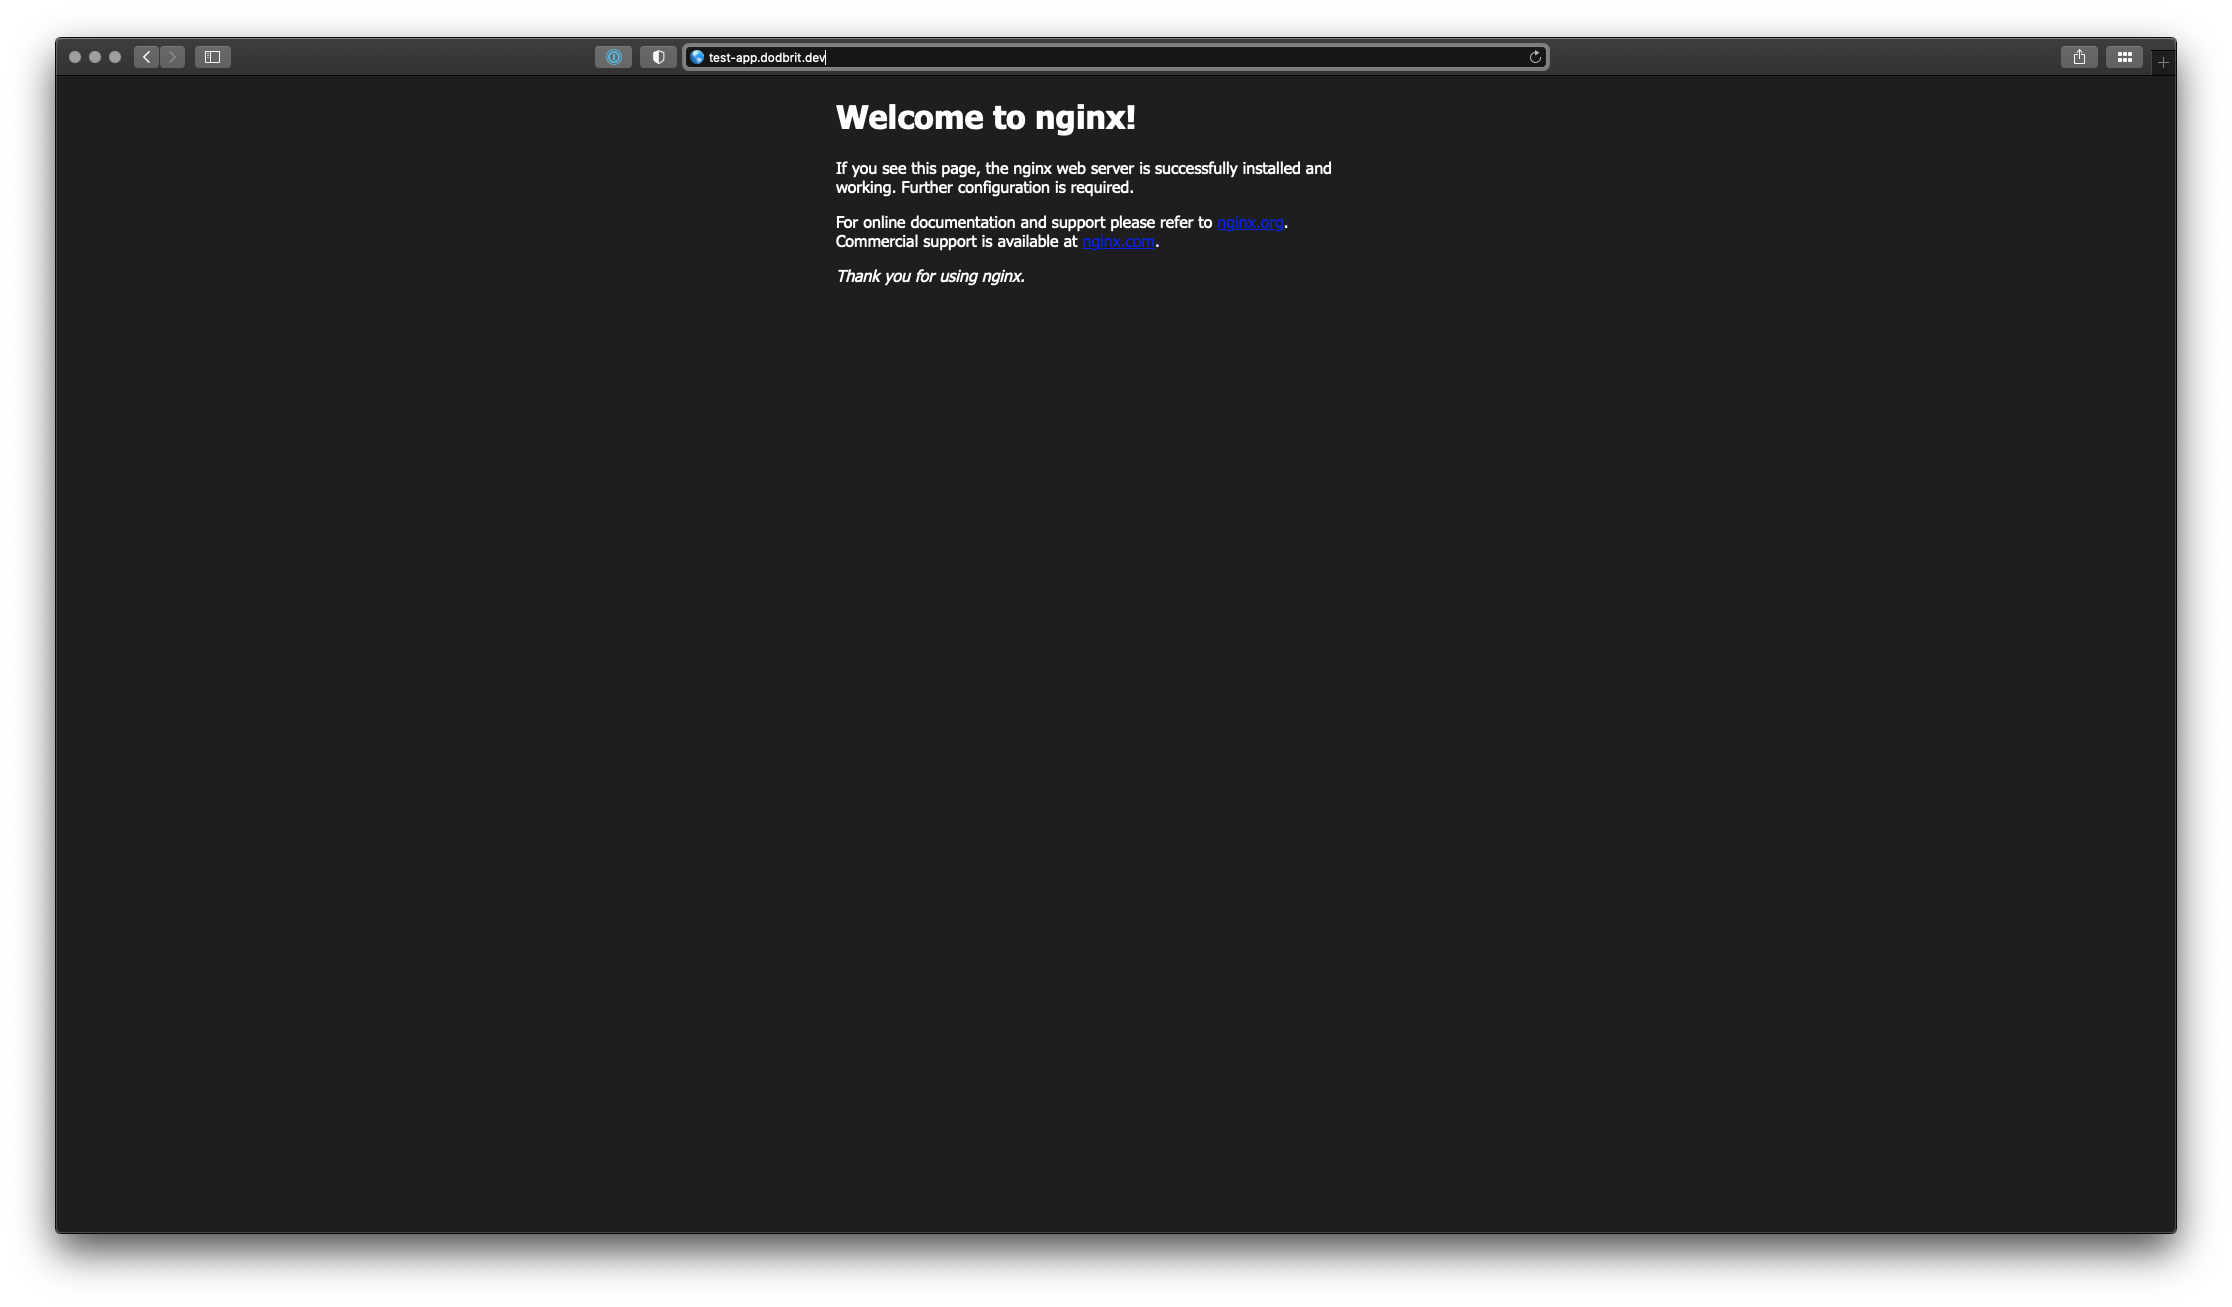 test-app.dodbrit.dev
Welcome to nginx!
If you see this page, the nginx web server is successfully installed and
working. Further configuration is required.
For online documentation and support please refer to nginx.org.
Commercial support is available at nginx.com.
Thank you for using nginx.